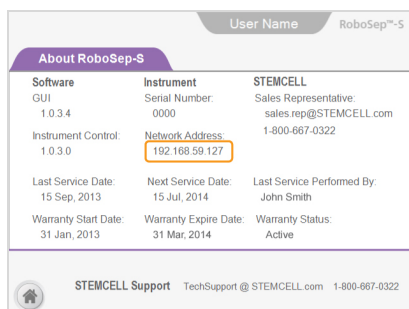 User Name RoboSep™-S
About RoboSep-S
Software Instrument STEMCELL
GUI Serial Number: Sales Representative:
1.0.3.4 0000 sales.rep@STEMCELL.com
Instrument Control: Network Address: 1-800-667-0322
1.0.3.0 192.168.59.127
Last Service Date: Next Service Date: Last Service Performed By:
15 Sep, 2013 15 Jul, 2014 John Smith
Warranty Start Date: Warranty Expire Date: Warranty Status:
31 Jan, 2013 31 Mar, 2014 Active
STEMCELL Support TechSupport @ STEMCELL.com 1-800-667-0322